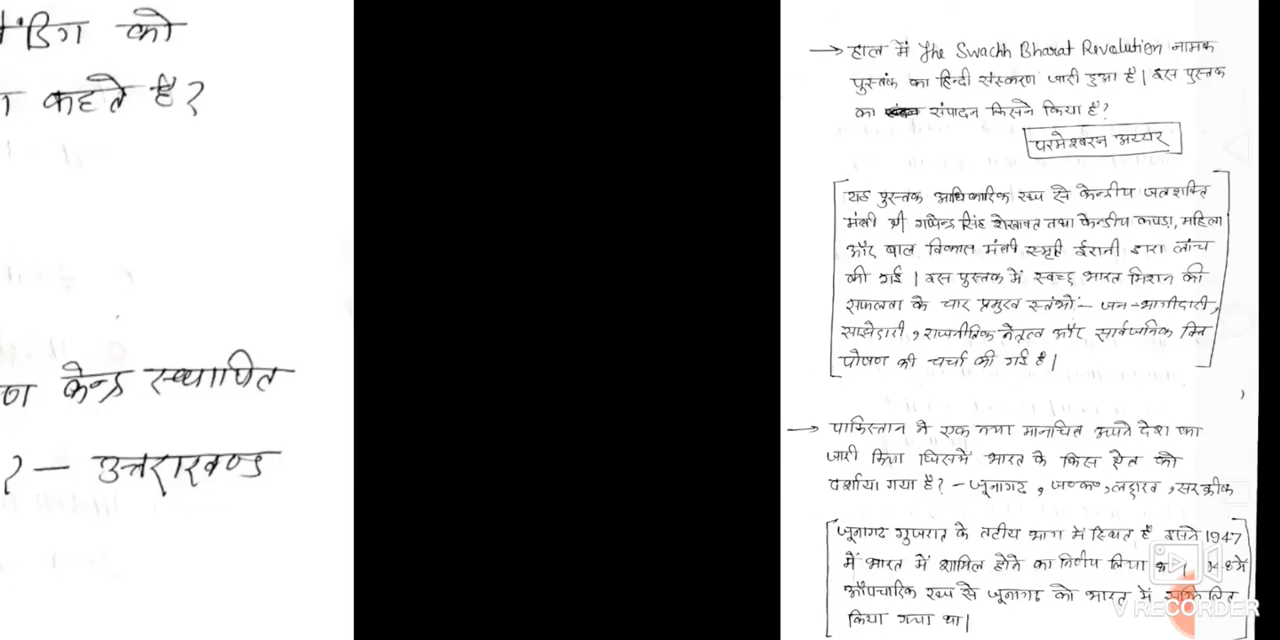 डिंग को
कहते है?
केन्द्र स्थापित
? — उत्तराखण्ड
→ हाल में The Swachh Bharat Revolution नामक
पुस्तक का हिन्दी संस्करण जारी हुआ है। इस पुस्तक
का संपादन किसने किया है?
परमेश्वरन अय्यर
[यह पुस्तक आधिकारिक रूप से केन्द्रीय जलशक्ति
मंत्री श्री गजेन्द्र सिंह शेखावत तथा केन्द्रीय कपडा, महिला
और बाल विकास मंत्री स्मृति ईरानी द्वारा लांच
की गई। इस पुस्तक में स्वच्छ भारत मिशन की
सफलता के चार प्रमुख स्तंभों:- जन-भागीदारी,
साझेदारी, राजनीतिक नेतृत्व और सार्वजनिक वित्त
पोषण की चर्चा की गई है।]
→ पाकिस्तान ने एक नया मानचित्र अपने देश का
जारी किया जिसमें भारत के किस क्षेत्र को
दर्शाया गया है? - जूनागढ, ज०क०, लद्दाख, सरक्रीक
[जूनागढ गुजरात के तटीय भाग में स्थित है इसने 1947
में भारत में शामिल होने का निर्णय लिया था।
औपचारिक रूप से जूनागढ को भारत में
किया गया था।
V RECORDER